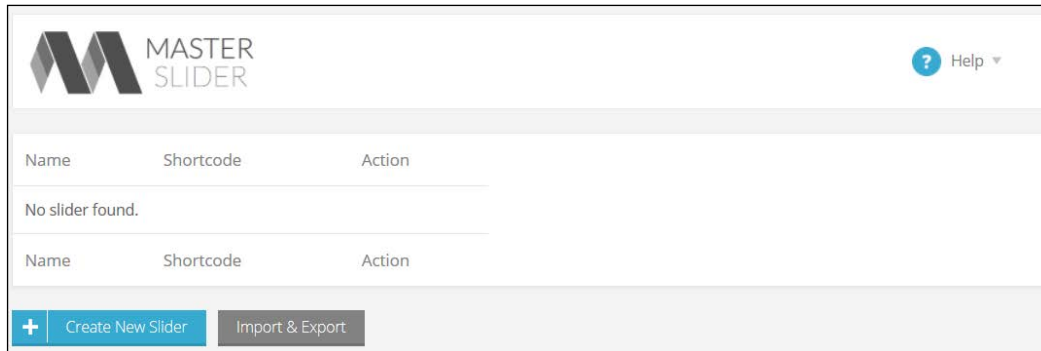 MASTER
SLIDER
? Help
Name Shortcode Action
No slider found.
Name Shortcode Action
+ Create New Slider Import & Export